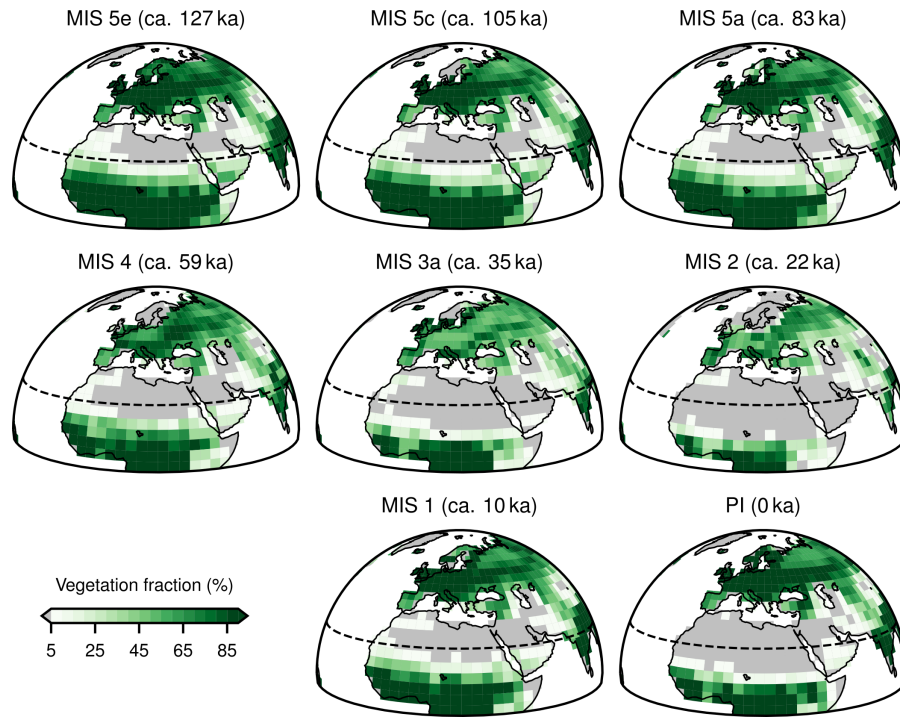 MIS 5e (ca. 127 ka)
MIS 5c (ca. 105 ka)
MIS 5a (ca. 83 ka)
MIS 4 (ca. 59 ka)
MIS 3a (ca. 35 ka)
MIS 2 (ca. 22 ka)
MIS 1 (ca. 10 ka)
PI (0 ka)
Vegetation fraction (%)
5 25 45 65 85